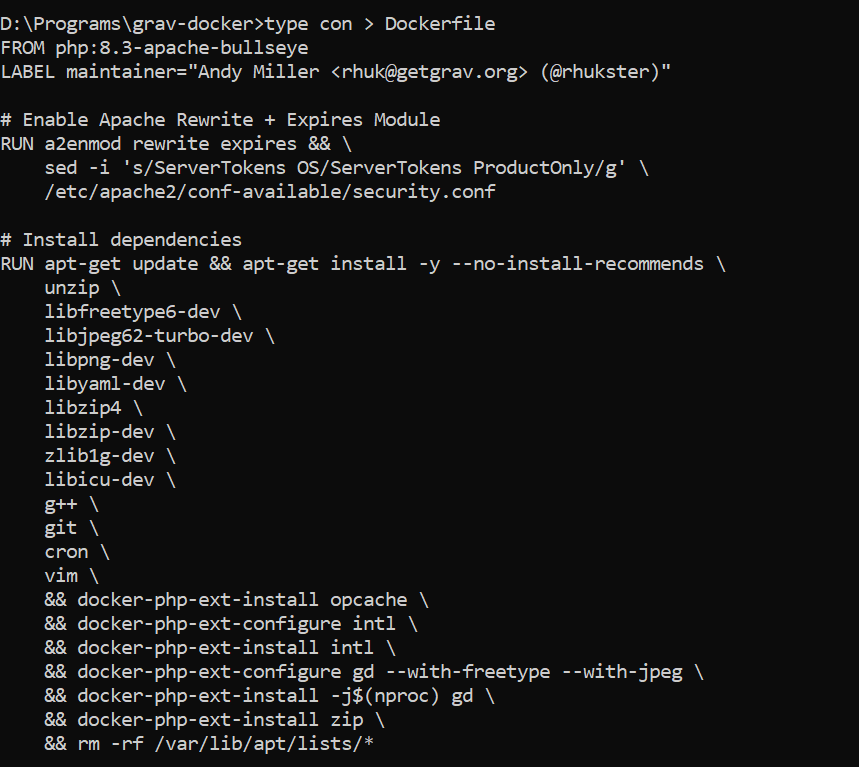 D:\Programs\grav-docker>type con > Dockerfile
FROM php:8.3-apache-bullseye
LABEL maintainer="Andy Miller <rhuk@getgrav.org> (@rhukster)"

# Enable Apache Rewrite + Expires Module
RUN a2enmod rewrite expires && \
    sed -i 's/ServerTokens OS/ServerTokens ProductOnly/g' \
    /etc/apache2/conf-available/security.conf

# Install dependencies
RUN apt-get update && apt-get install -y --no-install-recommends \
    unzip \
    libfreetype6-dev \
    libjpeg62-turbo-dev \
    libpng-dev \
    libyaml-dev \
    libzip4 \
    libzip-dev \
    zlib1g-dev \
    libicu-dev \
    g++ \
    git \
    cron \
    vim \
    && docker-php-ext-install opcache \
    && docker-php-ext-configure intl \
    && docker-php-ext-install intl \
    && docker-php-ext-configure gd --with-freetype --with-jpeg \
    && docker-php-ext-install -j$(nproc) gd \
    && docker-php-ext-install zip \
    && rm -rf /var/lib/apt/lists/*